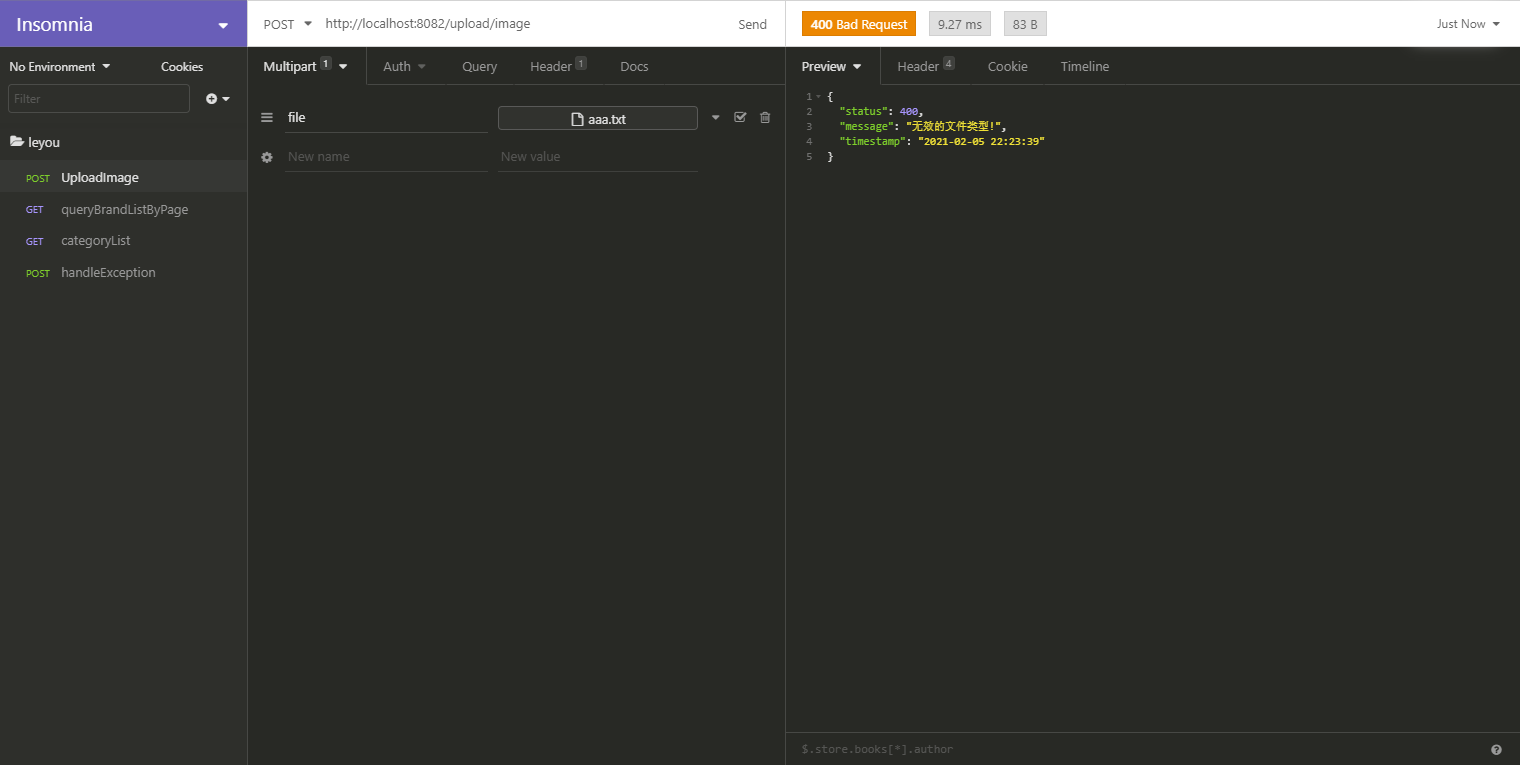 Insomnia
POST http://localhost:8082/upload/image Send
400 Bad Request 9.27 ms 83 B Just Now
No Environment Cookies
Multipart 1 Auth Query Header 1 Docs
Preview Header 4 Cookie Timeline
Filter
file aaa.txt
New name New value
leyou
POST UploadImage
GET queryBrandListByPage
GET categoryList
POST handleException
1 {
2 "status": 400,
3 "message": "无效的文件类型!",
4 "timestamp": "2021-02-05 22:23:39"
5 }
$.store.books[*].author